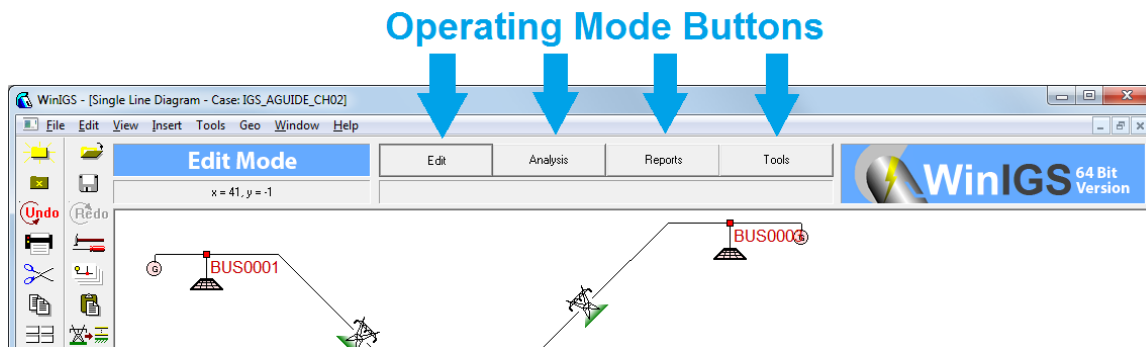 Operating Mode Buttons
WinIGS - [Single Line Diagram - Case: IGS_AGUIDE_CH02]
File Edit View Insert Tools Geo Window Help
Edit Mode
Edit Analysis Reports Tools
WinIGS 64 Bit Version
x = 41, y = -1
Undo Redo
G BUS0001
G